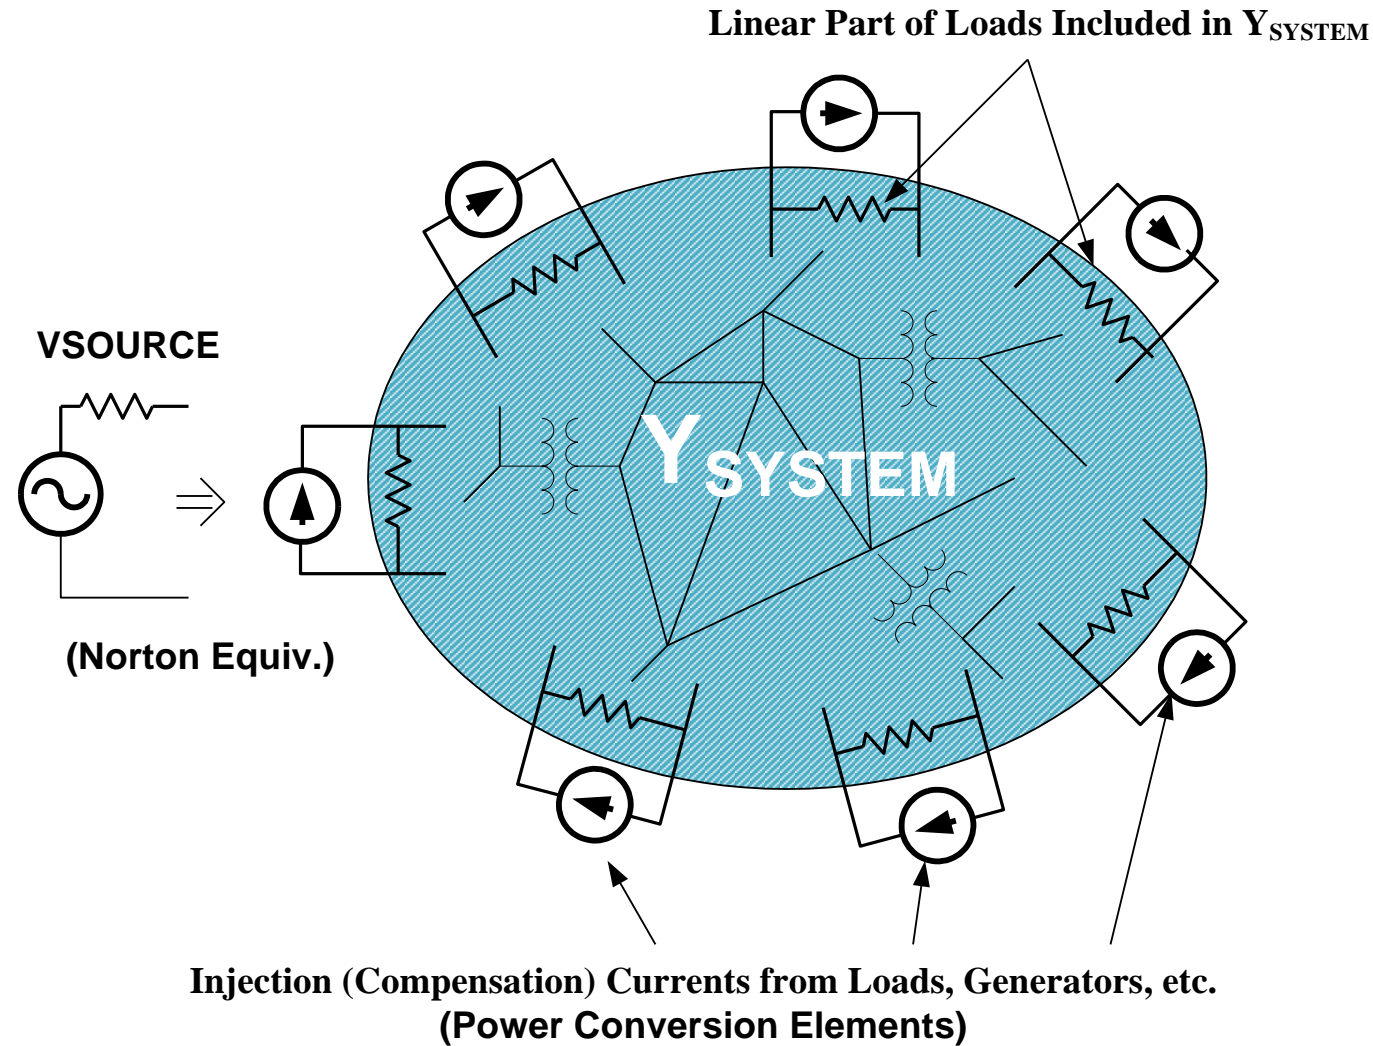 Linear Part of Loads Included in YSYSTEM
VSOURCE
YSYSTEM
(Norton Equiv.)
Injection (Compensation) Currents from Loads, Generators, etc.
(Power Conversion Elements)